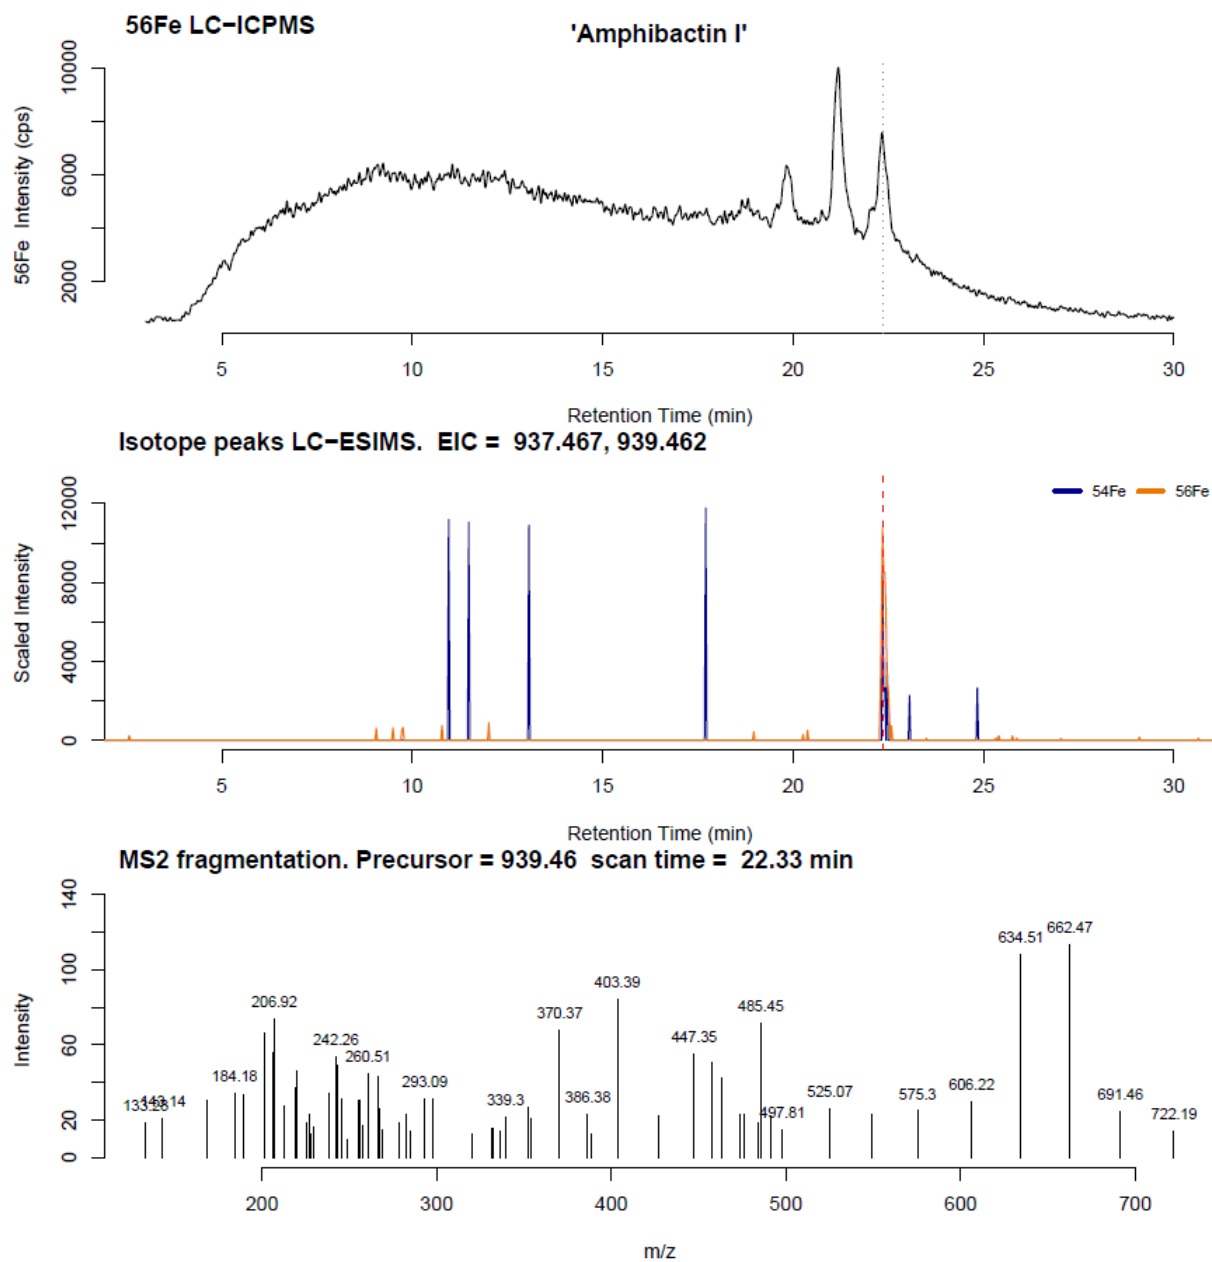 56Fe LC−ICPMS
'Amphibactin I'
56Fe Intensity (cps)
10000
6000
2000
5 10 15 20 25 30
Retention Time (min)
Isotope peaks LC−ESIMS. EIC = 937.467, 939.462
54Fe 56Fe
Scaled Intensity
12000
8000
4000
0
5 10 15 20 25 30
Retention Time (min)
MS2 fragmentation. Precursor = 939.46 scan time = 22.33 min
Intensity
140
100
60
20
0
133.28
143.14
184.18
206.92
242.26
260.51
293.09
339.3
370.37
386.38
403.39
447.35
485.45
497.81
525.07
575.3
606.22
634.51
662.47
691.46
722.19
200 300 400 500 600 700
m/z